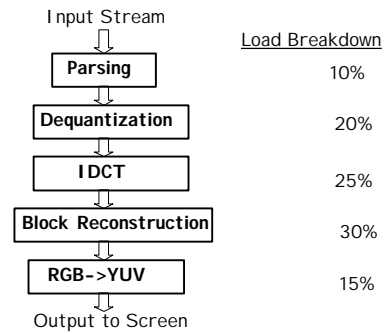 Input Stream
Load Breakdown
Parsing
10%
Dequantization
20%
IDCT
25%
Block Reconstruction
30%
RGB->YUV
15%
Output to Screen